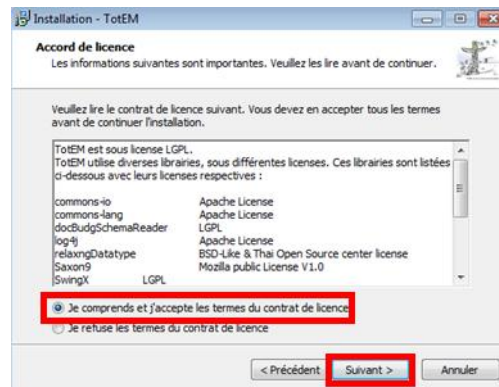 Installation - TotEM
Accord de licence
Les informations suivantes sont importantes. Veuillez les lire avant de continuer.
Veuillez lire le contrat de licence suivant. Vous devez en accepter tous les termes
avant de continuer l'installation.
TotEM est sous license LGPL.
TotEM utilise diverses librairies, sous différentes licenses. Ces librairies sont listées
ci-dessous avec leurs licenses respectives :
commons-io Apache License
commons-lang Apache License
docBudgSchemaReader LGPL
log4j Apache License
relaxngDatatype BSD-Like & Thai Open Source center license
Saxon9 Mozilla public License V1.0
SwingX LGPL
Je comprends et j'accepte les termes du contrat de licence
Je refuse les termes du contrat de licence
< Précédent Suivant > Annuler